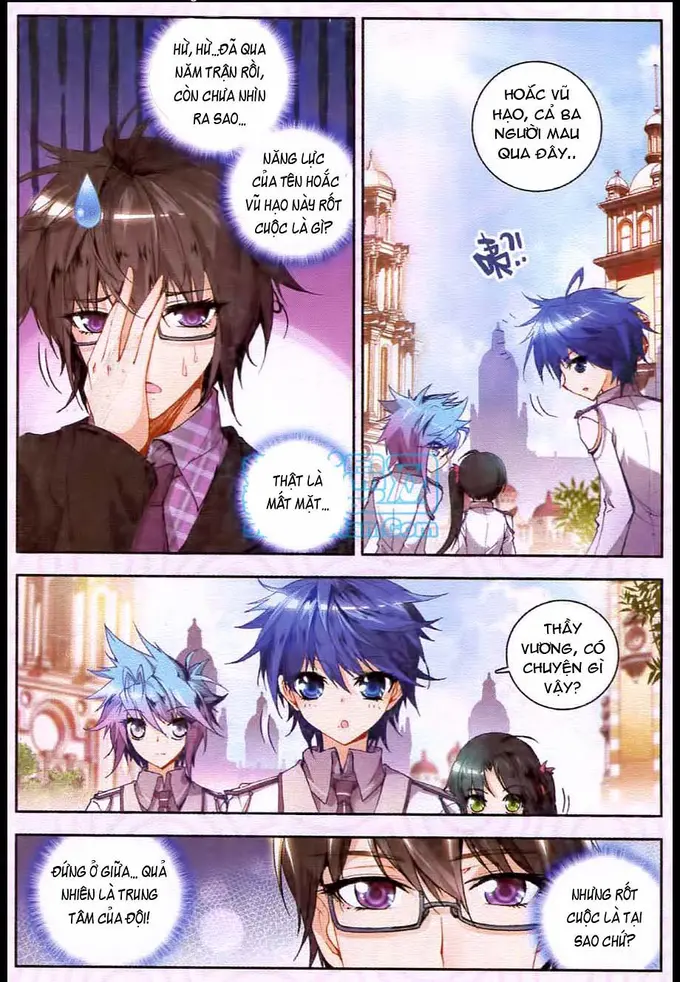 HỪ, HỪ...ĐÃ QUA
NĂM TRẬN RỒI,
CÒN CHƯA NHÌN
RA SAO...
NĂNG LỰC
CỦA TÊN HOẮC
VŨ HẠO NÀY RỐT
CUỘC LÀ GÌ?
THẬT LÀ
MẤT MẶT...
HOẮC VŨ
HẠO, CẢ BA
NGƯỜI MAU
QUA ĐÂY..
咦?!..
THẦY
VƯƠNG, CÓ
CHUYỆN GÌ
VẬY?
ĐỨNG Ở GIỮA... QUẢ
NHIÊN LÀ TRUNG
TÂM CỦA ĐỘI!
NHƯNG RỐT
CUỘC LÀ TẠI
SAO CHỨ?